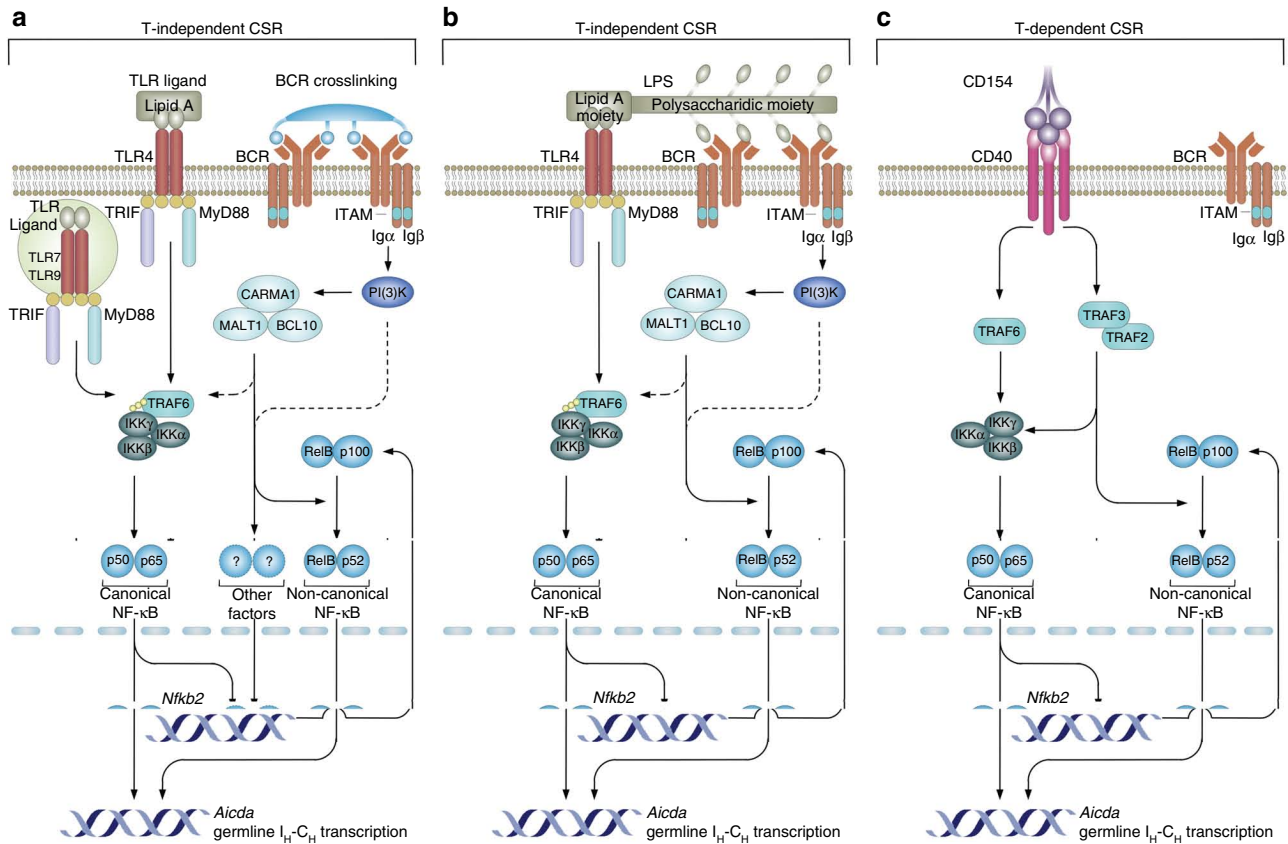 a
T-independent CSR
TLR ligand
Lipid A
BCR crosslinking
TLR4
BCR
TRIF
MyD88
ITAM
Igα
Igβ
TLR
Ligand
TLR7
TLR9
TRIF
MyD88
CARMA1
PI(3)K
MALT1
BCL10
TRAF6
IKKγ
IKKα
IKKβ
RelB
p100
p50
p65
?
?
RelB
p52
Canonical
NF-κB
Other
factors
Non-canonical
NF-κB
Nfkb2
Aicda
germline I_H-C_H transcription
b
T-independent CSR
LPS
Lipid A
moiety
Polysaccharidic moiety
TLR4
BCR
TRIF
MyD88
ITAM
Igα
Igβ
CARMA1
PI(3)K
MALT1
BCL10
TRAF6
IKKγ
IKKα
IKKβ
RelB
p100
p50
p65
RelB
p52
Canonical
NF-κB
Non-canonical
NF-κB
Nfkb2
Aicda
germline I_H-C_H transcription
c
T-dependent CSR
CD154
CD40
BCR
ITAM
Igα
Igβ
TRAF6
TRAF3
TRAF2
IKKγ
IKKα
IKKβ
RelB
p100
p50
p65
RelB
p52
Canonical
NF-κB
Non-canonical
NF-κB
Nfkb2
Aicda
germline I_H-C_H transcription